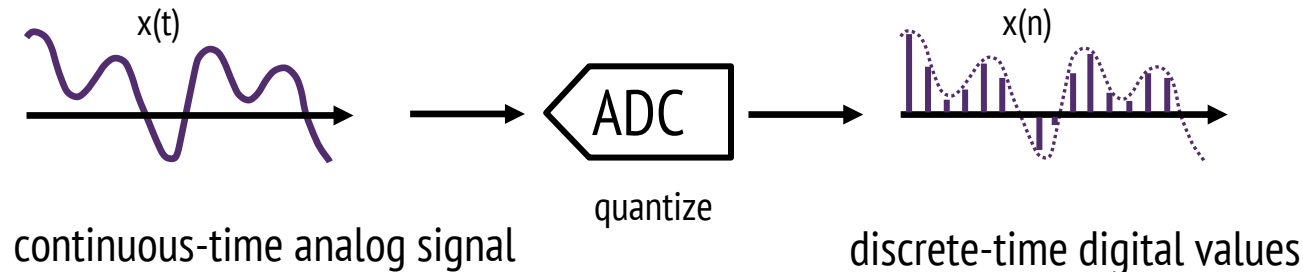 x(t)
x(n)
ADC
quantize
continuous-time analog signal
discrete-time digital values